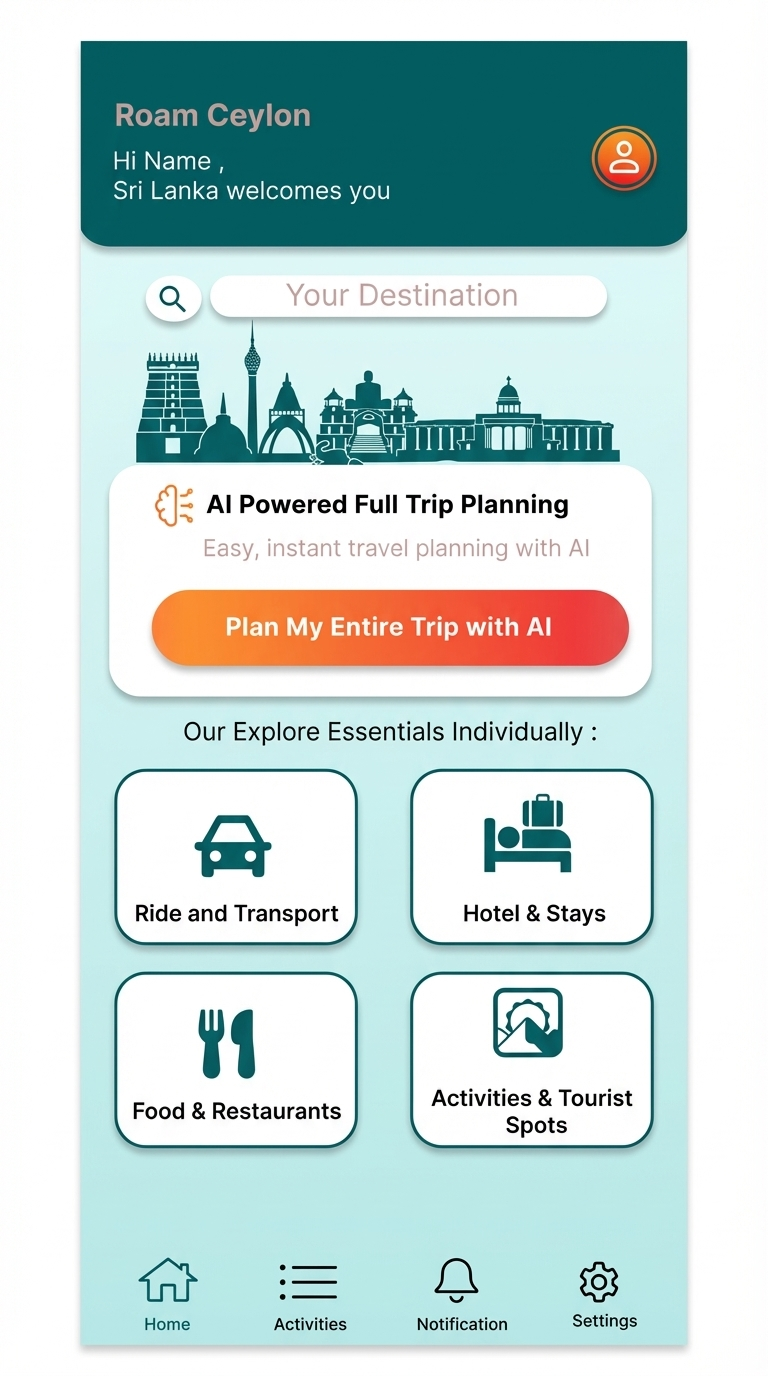 Roam Ceylon
Hi Name ,
Sri Lanka welcomes you
Your Destination
AI Powered Full Trip Planning
Easy, instant travel planning with AI
Plan My Entire Trip with AI
Our Explore Essentials Individually :
Ride and Transport
Hotel & Stays
Food & Restaurants
Activities & Tourist
Spots
Home
Activities
Notification
Settings